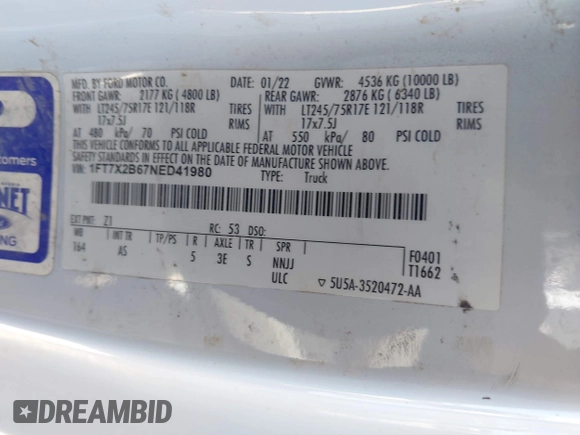 MFD. BY FORD MOTOR CO.
DATE: 01/22 GVWR: 4536 KG (10000 LB)
FRONT GAWR: 2177 KG (4800 LB)
REAR GAWR: 2876 KG (6340 LB)
WITH LT245/75R17E 121/118R TIRES
WITH LT245/75R17E 121/118R TIRES
17x7.5J RIMS
17x7.5J RIMS
AT 480 kPa/ 70 PSI COLD
AT 550 kPa/ 80 PSI COLD
THIS VEHICLE CONFORMS TO ALL APPLICABLE FEDERAL MOTOR VEHICLE
SAFETY STANDARDS IN EFFECT ON THE DATE OF MANUFACTURE SHOWN ABOVE.
VIN: 1FT7X2B67NED41980
TYPE: Truck
EXT PNT: Z1 RC: 53 DSO:
WB INT TR TP/PS R AXLE TR SPR
164 AS 5 3E S NNJJ
ULC
F0401
T1662
5U5A-3520472-AA
ustomers
NET
NG
DREAMBID